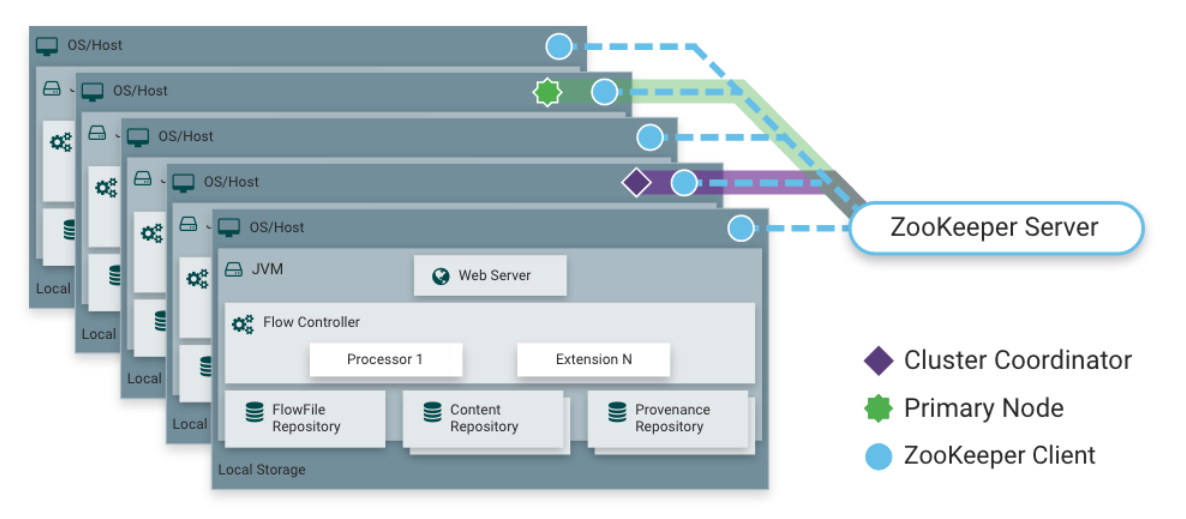 OS/Host
OS/Host
OS/Host
OS/Host
OS/Host
JVM
Web Server
Flow Controller
Processor 1
Extension N
FlowFile
Repository
Content
Repository
Provenance
Repository
Local Storage
Local
Local
Local
Local
ZooKeeper Server
Cluster Coordinator
Primary Node
ZooKeeper Client